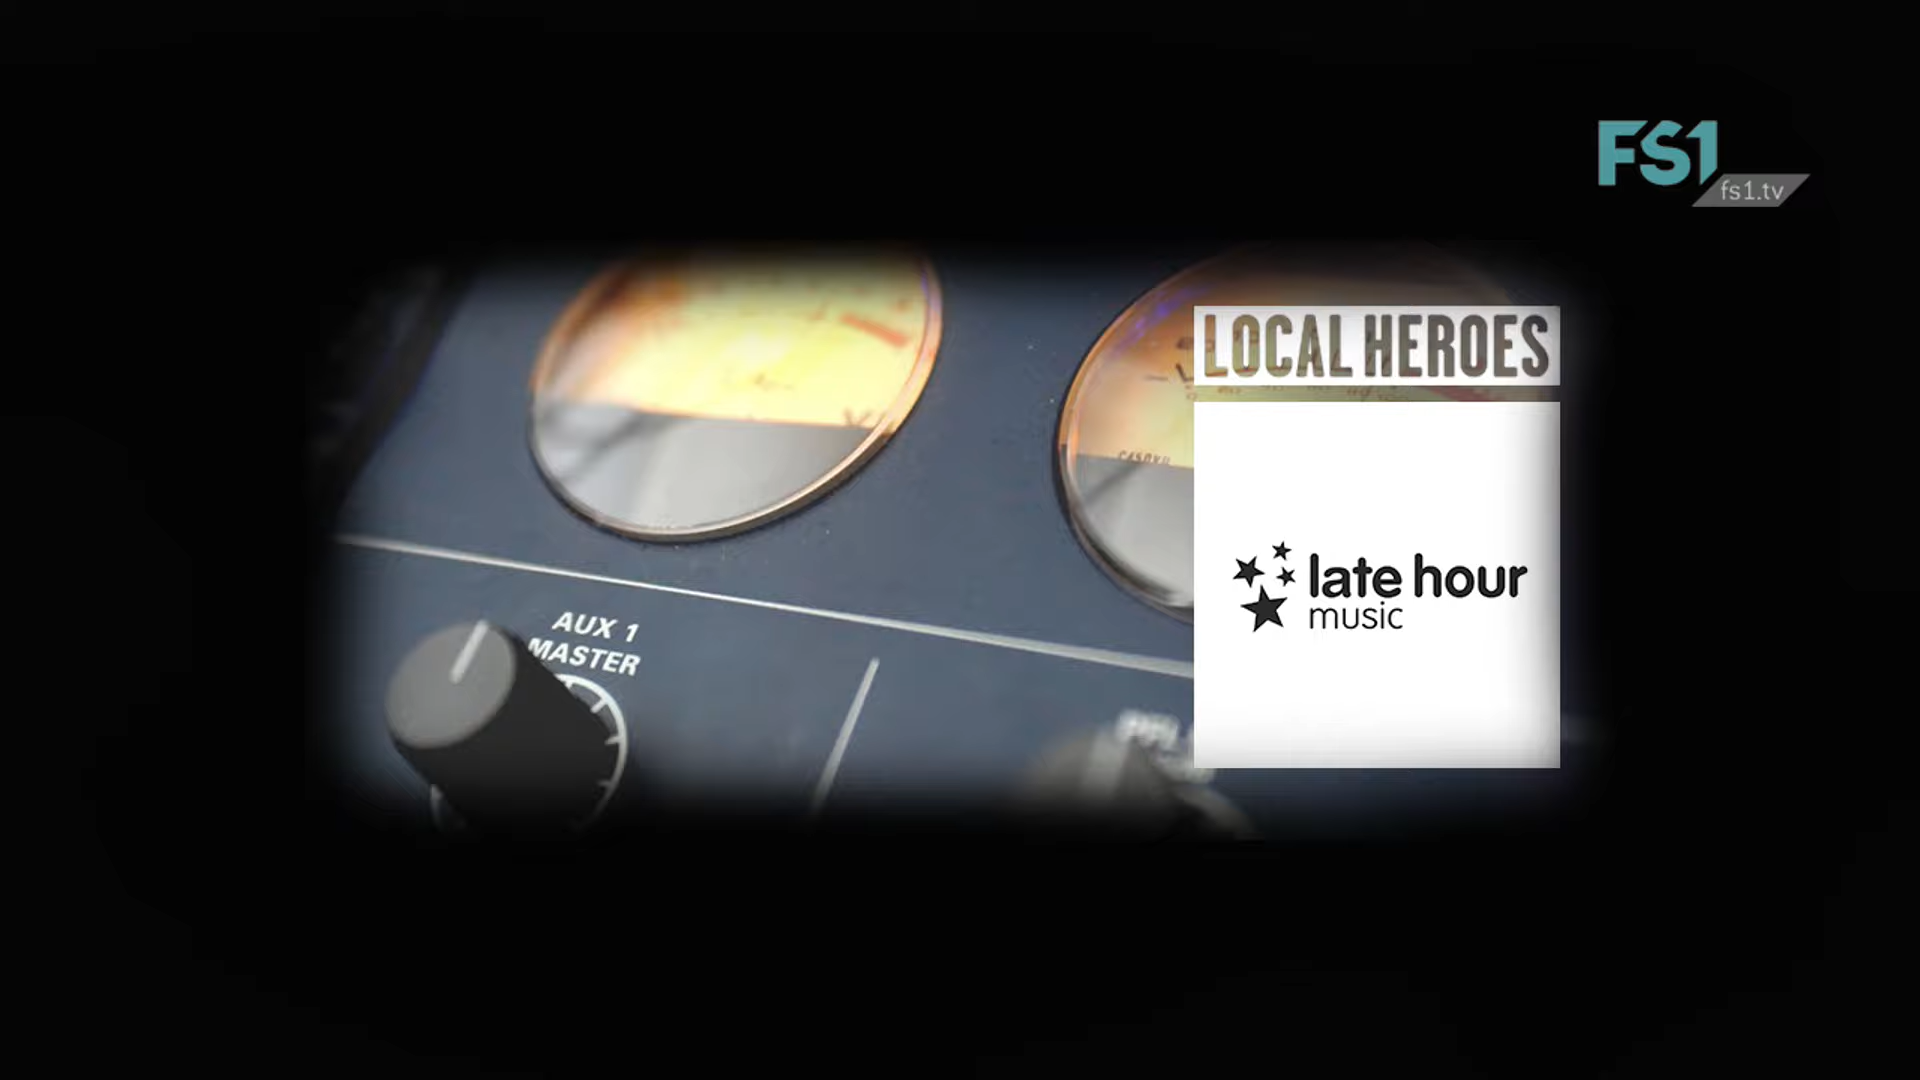 FS1
fs1.tv
LOCAL HEROES
late hour
music
AUX 1
MASTER